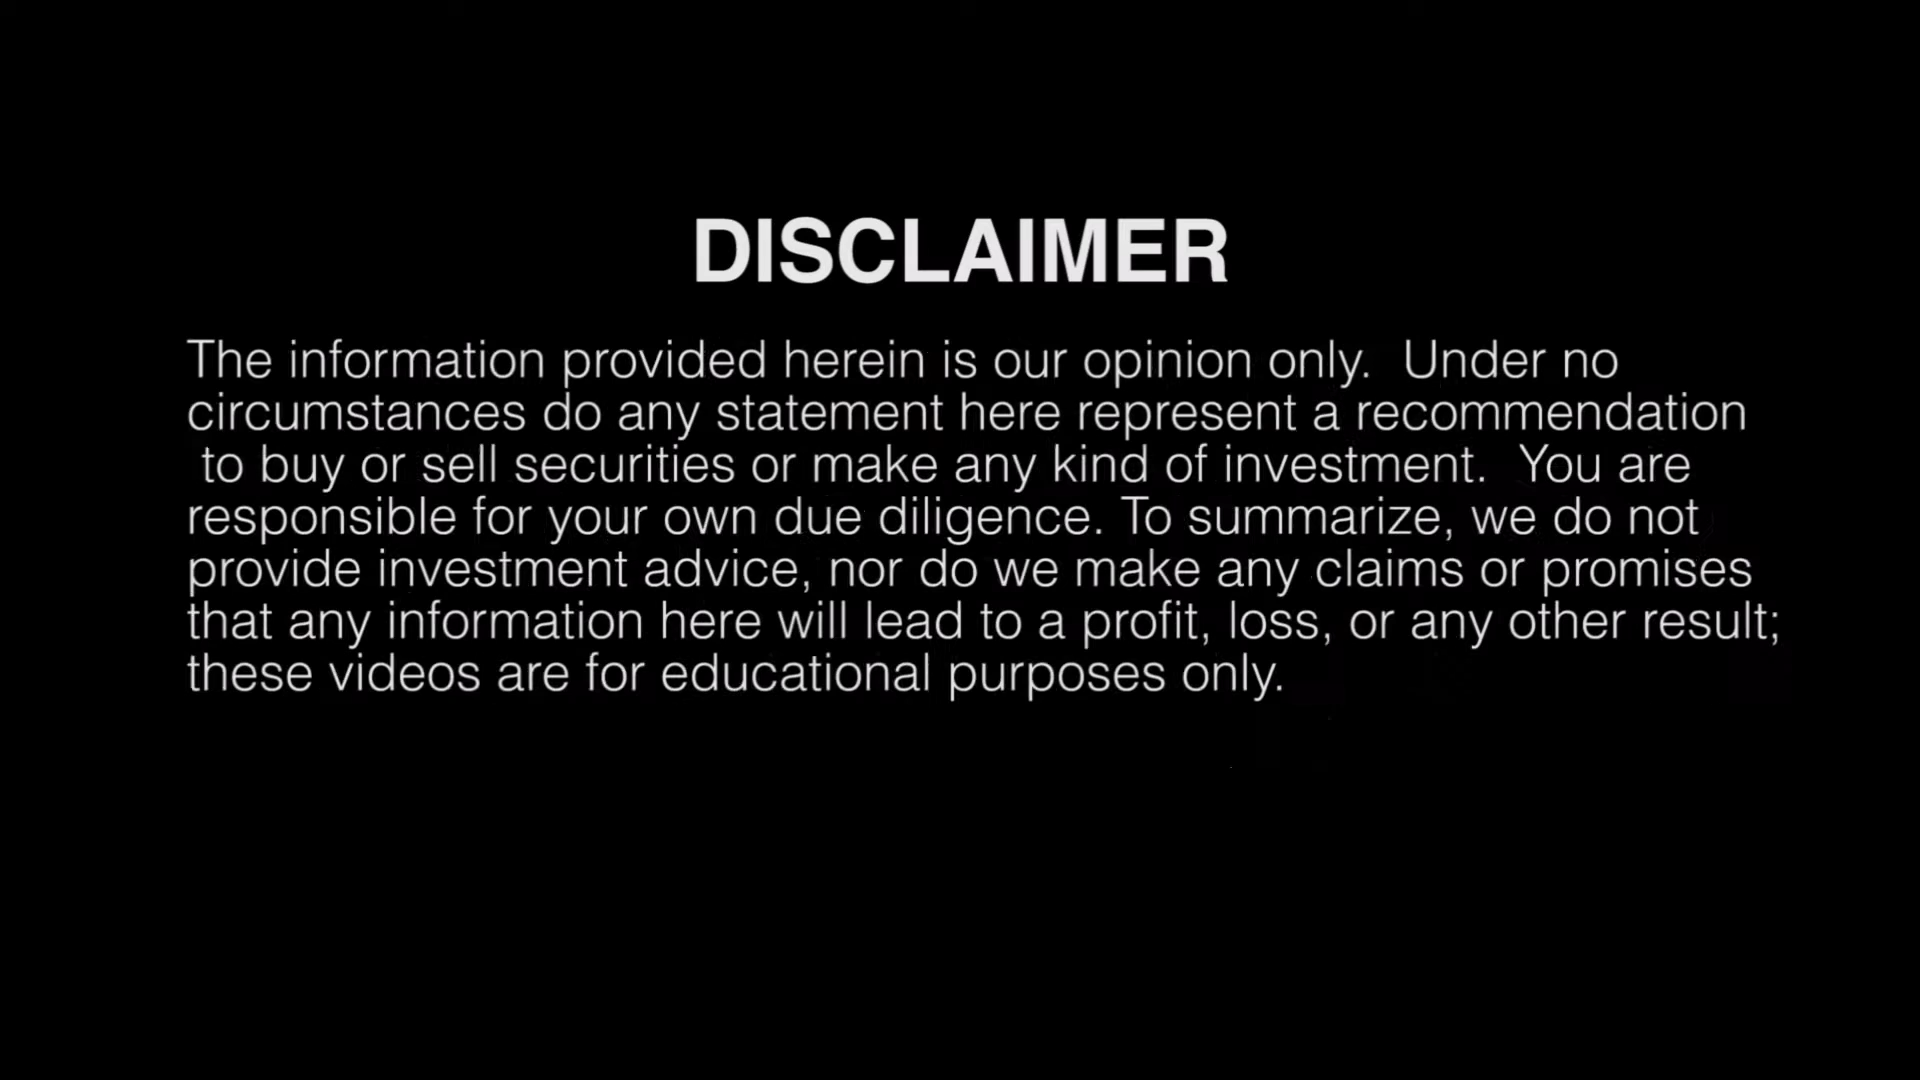 DISCLAIMER
The information provided herein is our opinion only.  Under no
circumstances do any statement here represent a recommendation
to buy or sell securities or make any kind of investment.  You are
responsible for your own due diligence. To summarize, we do not
provide investment advice, nor do we make any claims or promises
that any information here will lead to a profit, loss, or any other result;
these videos are for educational purposes only.